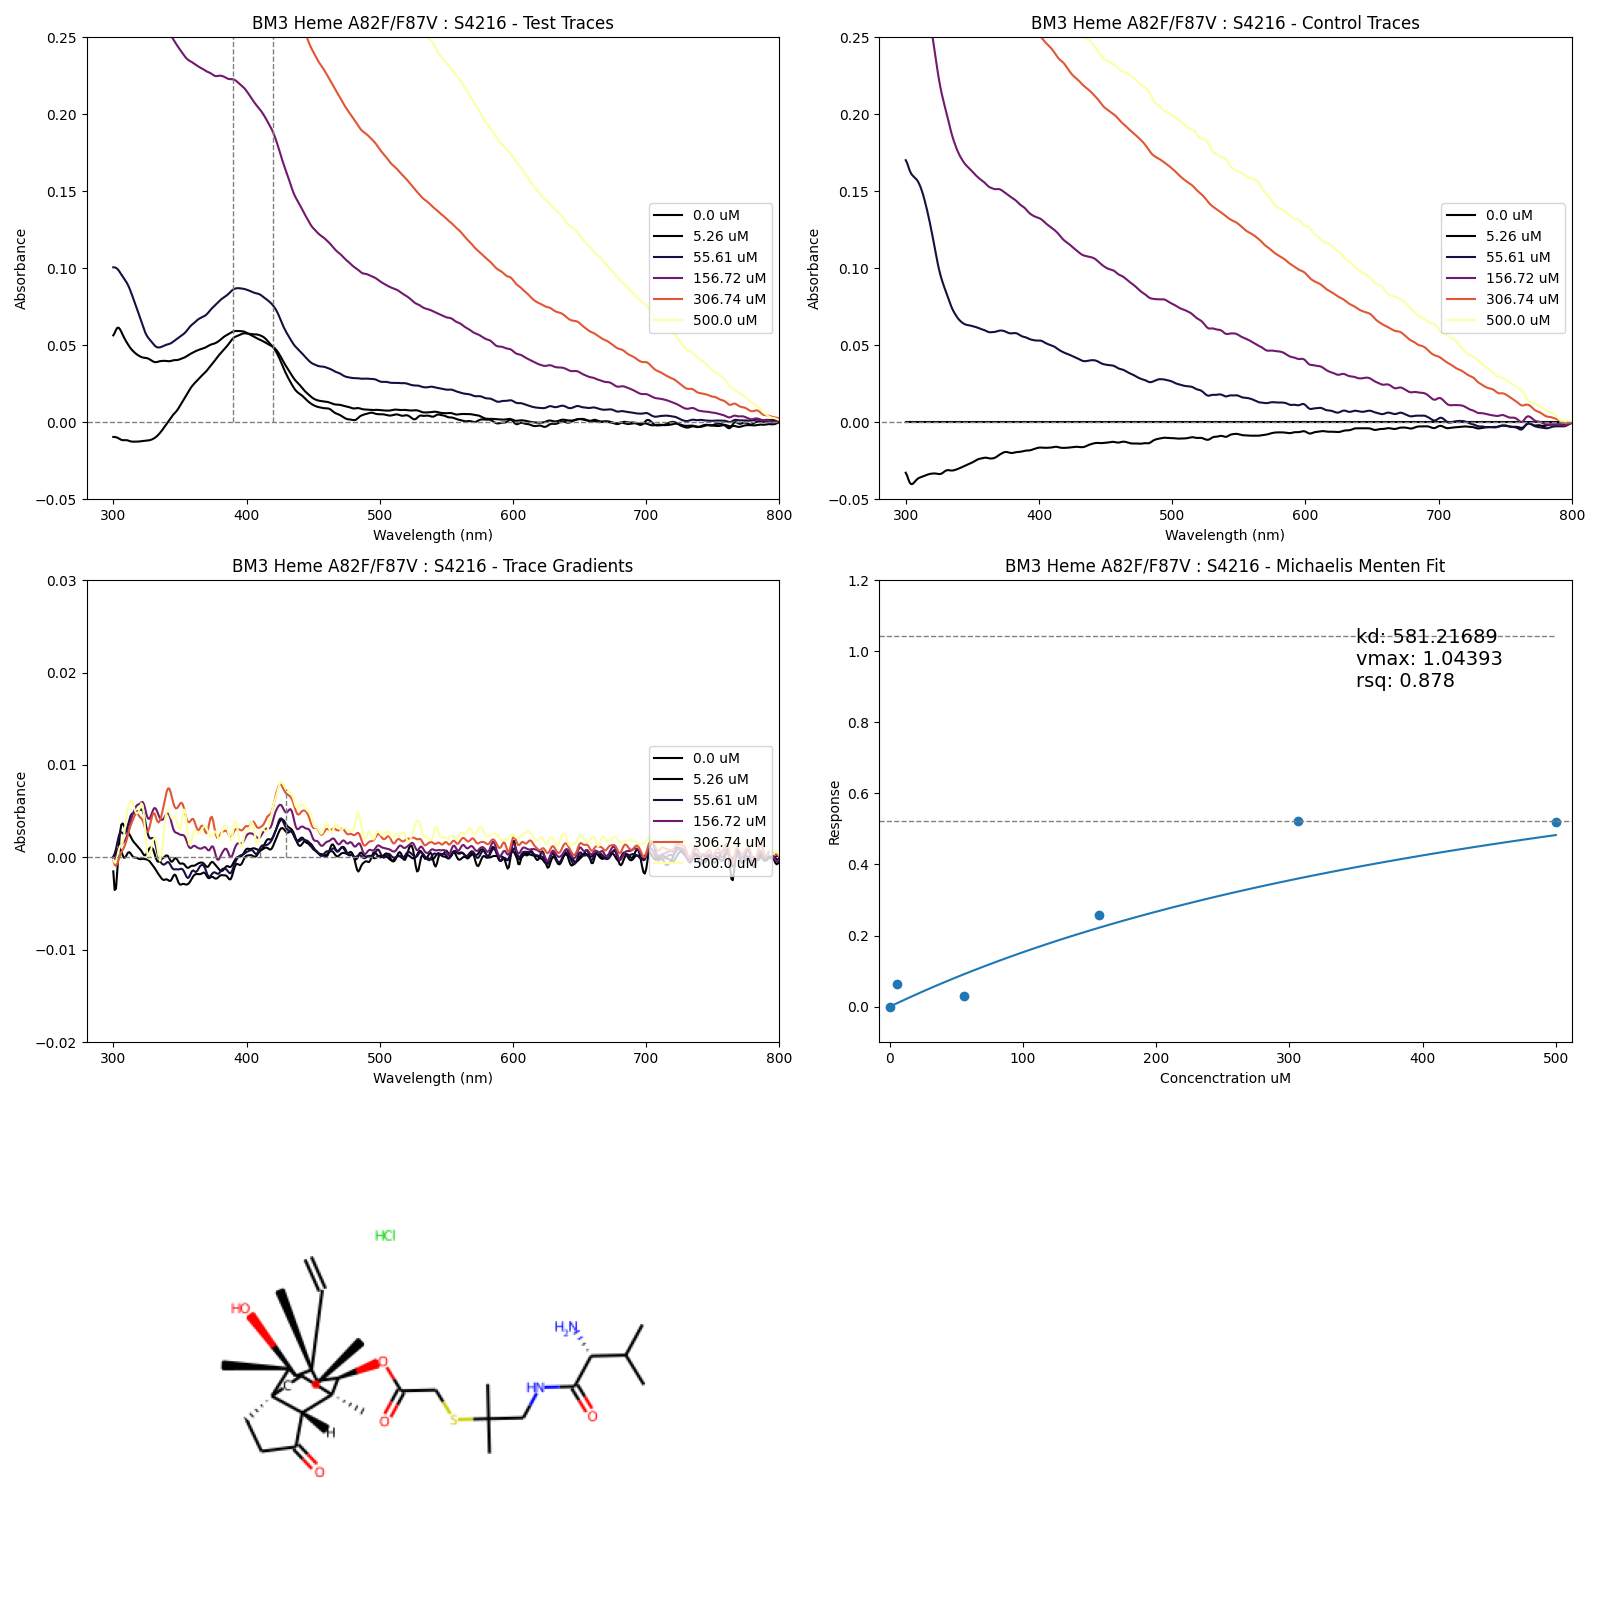 BM3 Heme A82F/F87V : S4216 - Test Traces
0.25
0.20
0.15
0.10
0.05
0.00
−0.05
Absorbance
300
400
500
600
700
800
Wavelength (nm)
0.0 uM
5.26 uM
55.61 uM
156.72 uM
306.74 uM
500.0 uM
BM3 Heme A82F/F87V : S4216 - Control Traces
0.25
0.20
0.15
0.10
0.05
0.00
−0.05
Absorbance
300
400
500
600
700
800
Wavelength (nm)
0.0 uM
5.26 uM
55.61 uM
156.72 uM
306.74 uM
500.0 uM
BM3 Heme A82F/F87V : S4216 - Trace Gradients
0.03
0.02
0.01
0.00
−0.01
−0.02
Absorbance
300
400
500
600
700
800
Wavelength (nm)
0.0 uM
5.26 uM
55.61 uM
156.72 uM
306.74 uM
500.0 uM
BM3 Heme A82F/F87V : S4216 - Michaelis Menten Fit
1.2
1.0
0.8
0.6
0.4
0.2
0.0
Response
0
100
200
300
400
500
Concenctration uM
kd: 581.21689
vmax: 1.04393
rsq: 0.878
HCl
HO
H2N
O
C
HN
O
S
O
H
O